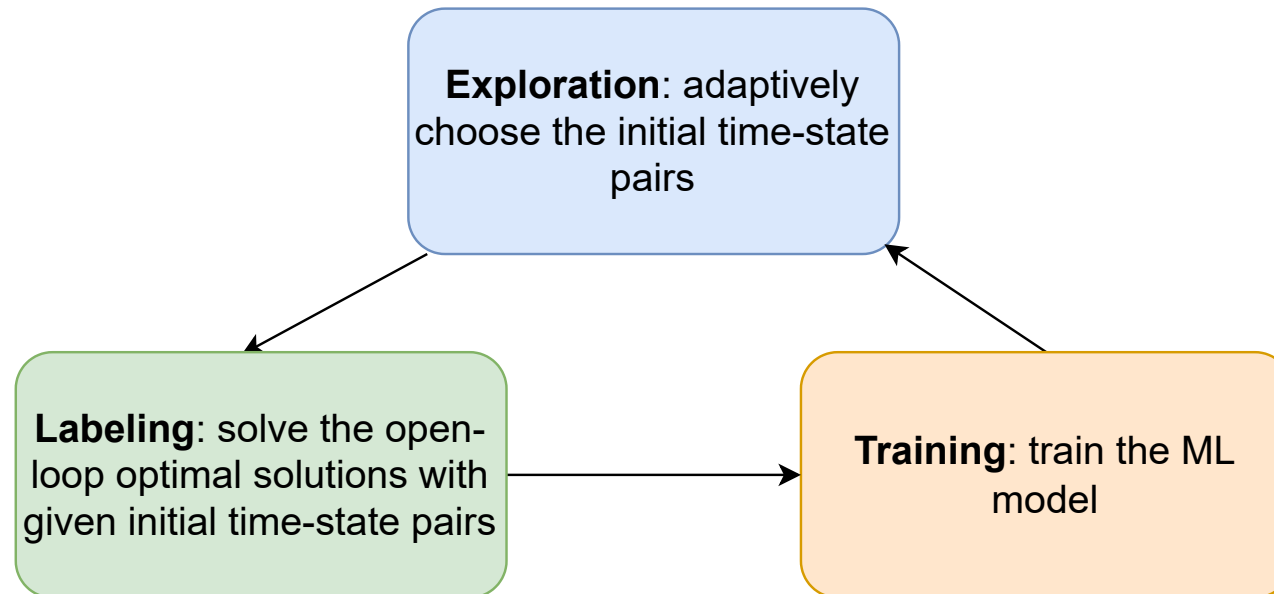 Exploration: adaptively
choose the initial time-state
pairs
Labeling: solve the open-
loop optimal solutions with
given initial time-state pairs
Training: train the ML
model